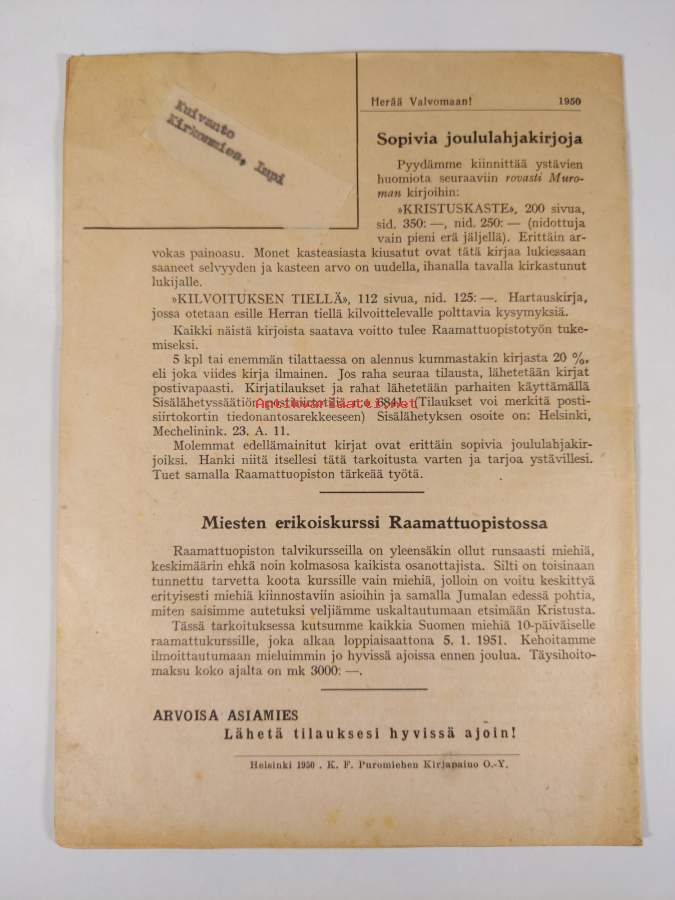 Kuivanto
Kirkuumies, Impi
Herää Valvomaan! 1950
Sopivia joululahjakirjoja
Pyydämme kiinnittää ystävien
huomiota seuraaviin rovasti Muro-
man kirjoihin:
»KRISTUSKASTE», 200 sivua,
sid. 350: —, nid. 250: — (nidottuja
vain pieni erä jäljellä). Erittäin ar-
vokas painoasu. Monet kasteasiasta kiusatut ovat tätä kirjaa lukiessaan
saaneet selvyyden ja kasteen arvo on uudella, ihanalla tavalla kirkastunut
lukijalle.
»KILVOITUKSEN TIELLÄ», 112 sivua, nid. 125: —. Hartauskirja,
jossa otetaan esille Herran tiellä kilvoittelevalle polttavia kysymyksiä.
Kaikki näistä kirjoista saatava voitto tulee Raamattuopistotyön tuke-
miseksi.
5 kpl tai enemmän tilattaessa on alennus kummastakin kirjasta 20 %,
eli joka viides kirja ilmainen. Jos raha seuraa tilausta, lähetetään kirjat
postivapaasti. Kirjatilaukset ja rahat lähetetään parhaiten käyttämällä
Sisälähetyssäätiön postisiirtotiliä n:o 6841. (Tilaukset voi merkitä posti-
siirtokortin tiedonantosarekkeeseen) Sisälähetyksen osoite on: Helsinki,
Mechelinink. 23. A. 11.
Molemmat edellämainitut kirjat ovat erittäin sopivia joululahjakir-
joiksi. Hanki niitä itsellesi tätä tarkoitusta varten ja tarjoa ystävillesi.
Tuet samalla Raamattuopiston tärkeää työtä.
Miesten erikoiskurssi Raamattuopistossa
Raamattuopiston talvikursseilla on yleensäkin ollut runsaasti miehiä,
keskimäärin ehkä noin kolmasosa kaikista osanottajista. Silti on toisinaan
tunnettu tarvetta koota kurssille vain miehiä, jolloin on voitu keskittyä
erityisesti miehiä kiinnostaviin asioihin ja samalla Jumalan edessä pohtia,
miten saisimme autetuksi veljiämme uskaltautumaan etsimään Kristusta.
Tässä tarkoituksessa kutsumme kaikkia Suomen miehiä 10-päiväiselle
raamattukurssille, joka alkaa loppiaisaattona 5. 1. 1951. Kehoitamme
ilmoittautumaan mieluimmin jo hyvissä ajoissa ennen joulua. Täysihoito-
maksu koko ajalta on mk 3000: —.
ARVOISA ASIAMIES
Lähetä tilauksesi hyvissä ajoin!
Helsinki 1950 . K. F. Puromiehen Kirjapaino O.-Y.